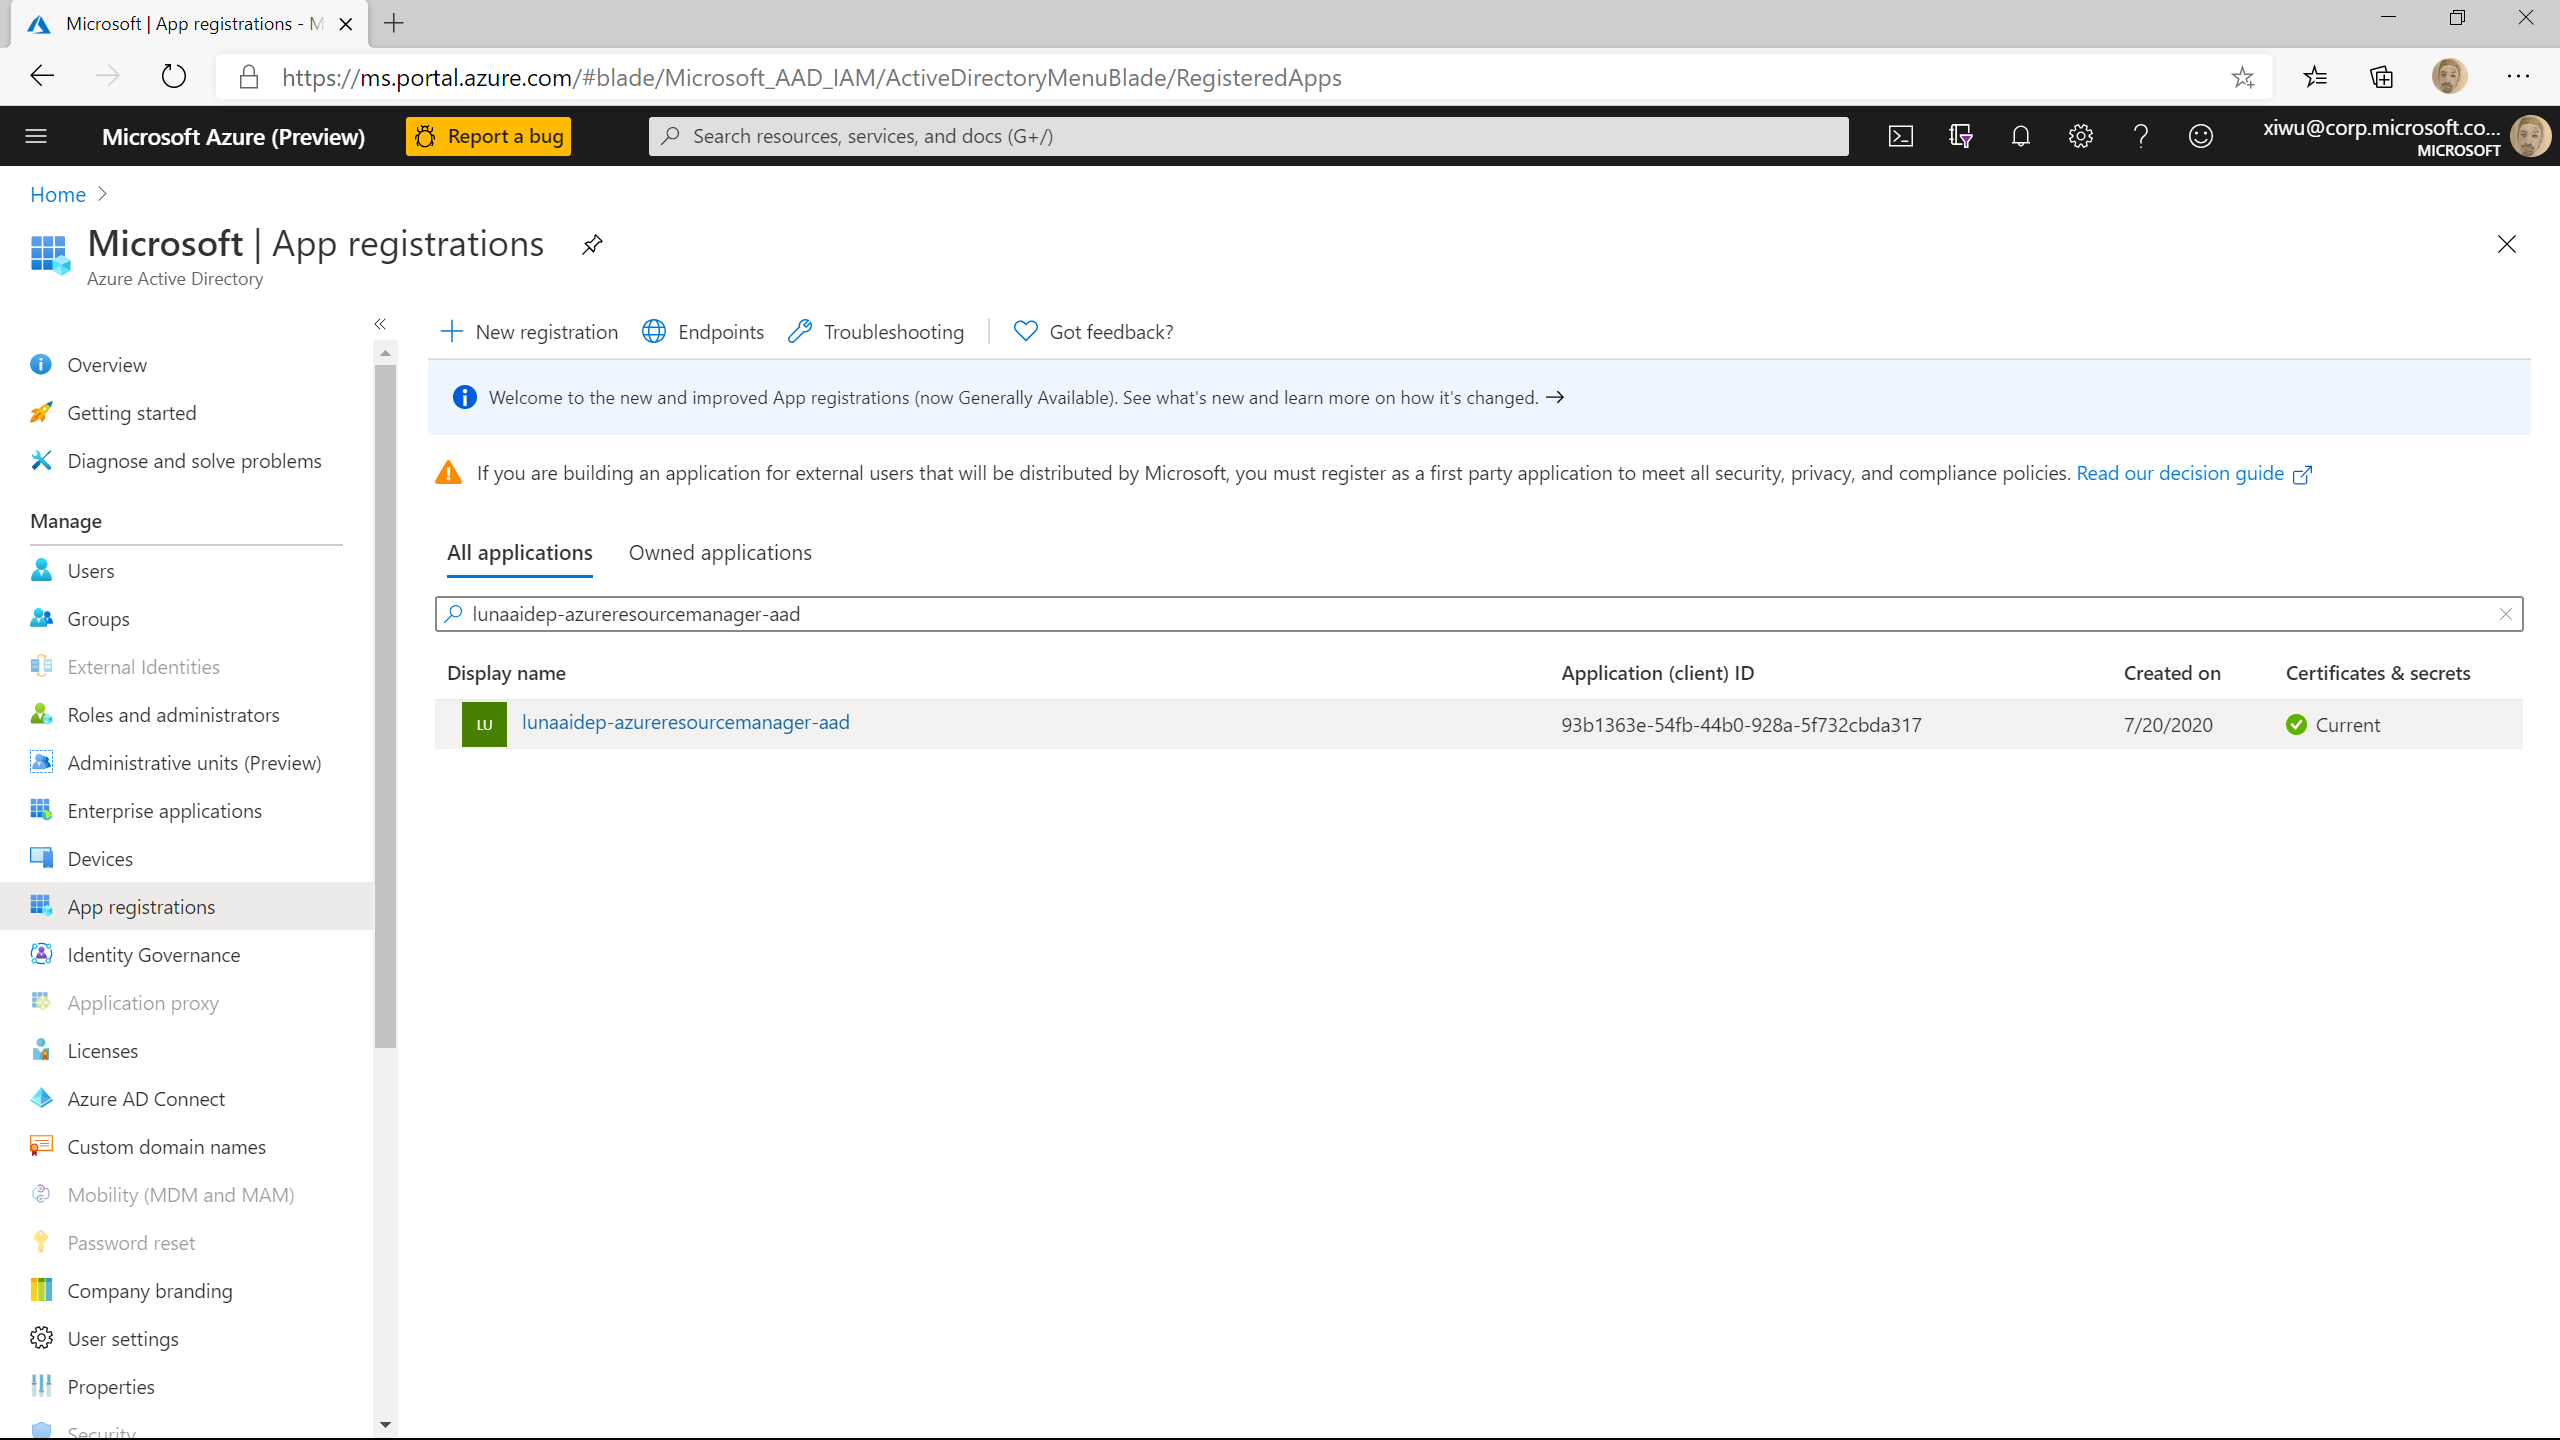 Microsoft | App registrations - M
https://ms.portal.azure.com/#blade/Microsoft_AAD_IAM/ActiveDirectoryMenuBlade/RegisteredApps
Microsoft Azure (Preview)
Report a bug
Search resources, services, and docs (G+/)
xiwu@corp.microsoft.co...
MICROSOFT
Home
Microsoft | App registrations
Azure Active Directory
Overview
Getting started
Diagnose and solve problems
Manage
Users
Groups
External Identities
Roles and administrators
Administrative units (Preview)
Enterprise applications
Devices
App registrations
Identity Governance
Application proxy
Licenses
Azure AD Connect
Custom domain names
Mobility (MDM and MAM)
Password reset
Company branding
User settings
Properties
Security
New registration
Endpoints
Troubleshooting
Got feedback?
Welcome to the new and improved App registrations (now Generally Available). See what's new and learn more on how it's changed. →
If you are building an application for external users that will be distributed by Microsoft, you must register as a first party application to meet all security, privacy, and compliance policies. Read our decision guide
All applications
Owned applications
lunaaidep-azureresourcemanager-aad
Display name Application (client) ID Created on Certificates & secrets
LU lunaaidep-azureresourcemanager-aad 93b1363e-54fb-44b0-928a-5f732cbda317 7/20/2020 Current